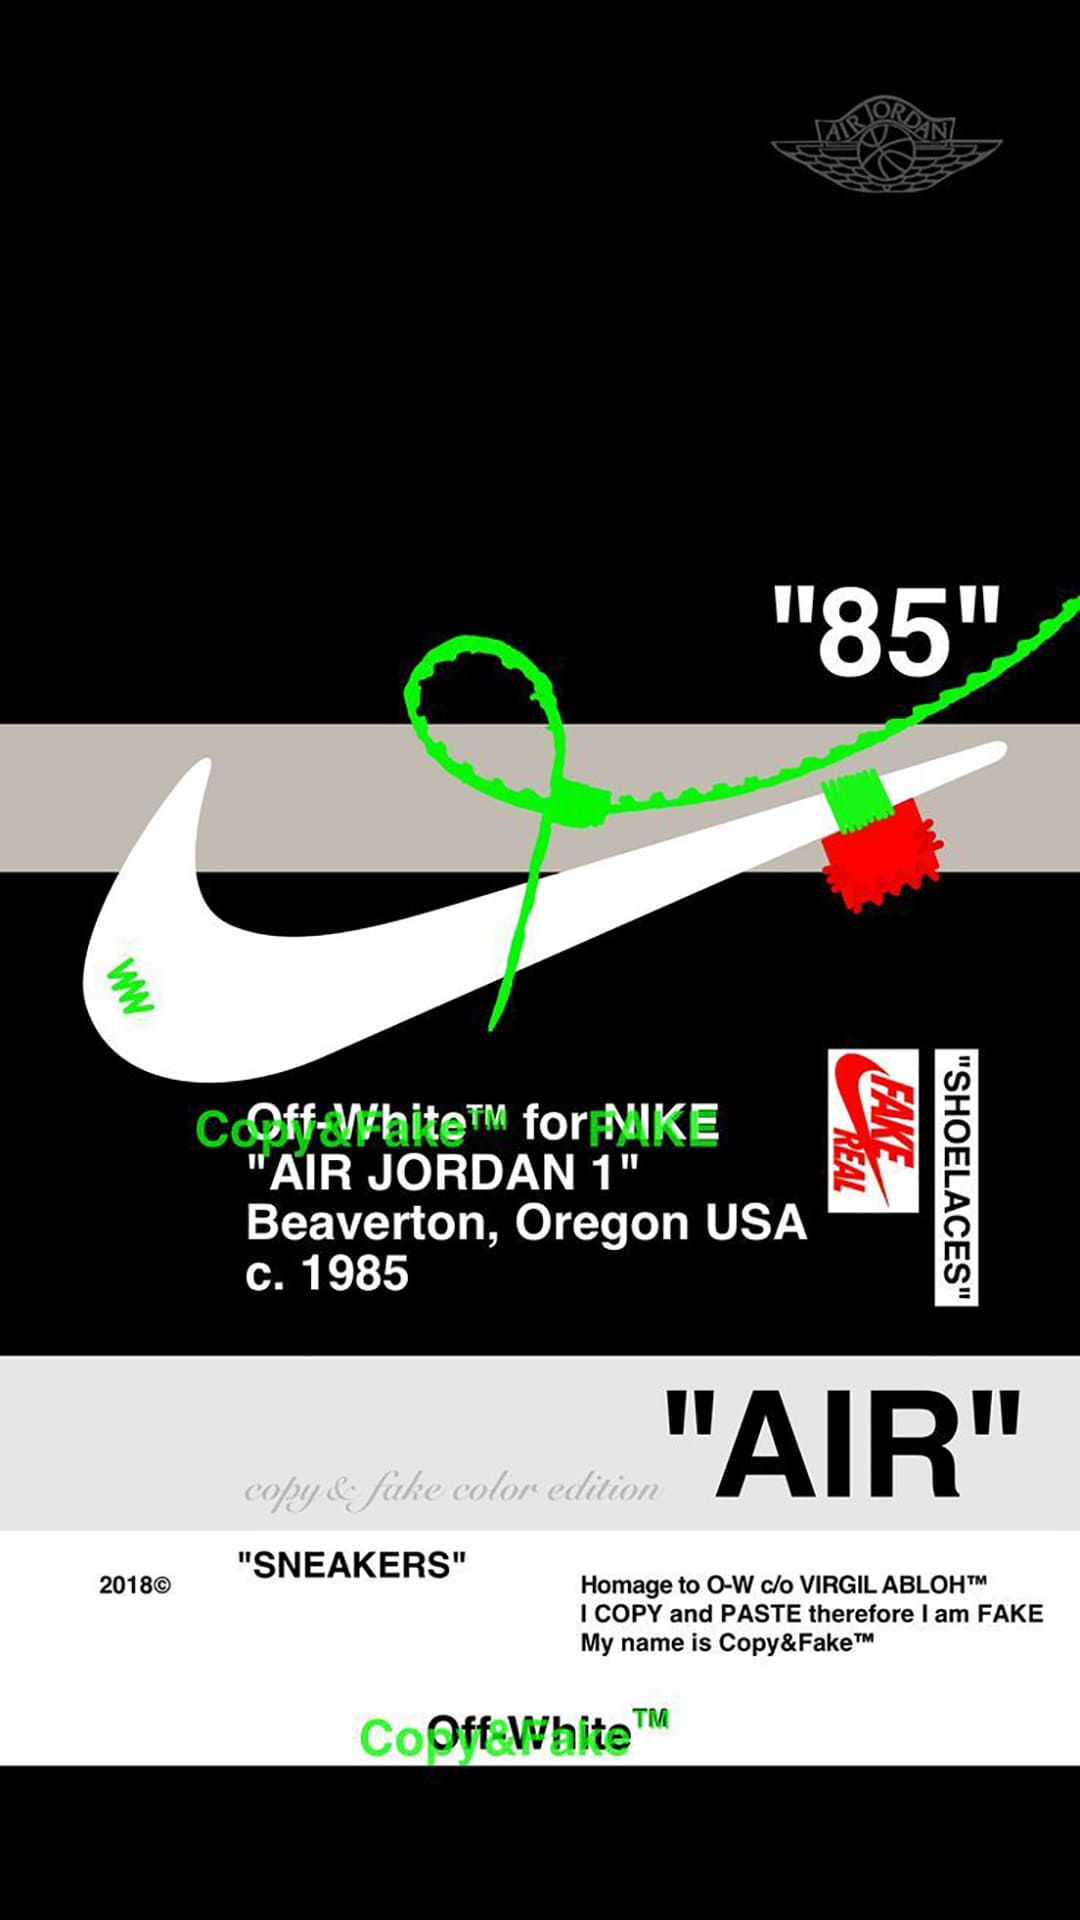 AIR JORDAN
"85"
Off-White™ for NIKE
Copy&Fake™ FAKE
"AIR JORDAN 1"
Beaverton, Oregon USA
c. 1985
FAKE
REAL
"SHOELACES"
"AIR"
copy & fake color edition
"SNEAKERS"
2018©
Homage to O-W c/o VIRGIL ABLOH™
I COPY and PASTE therefore I am FAKE
My name is Copy&Fake™
Off-White™
Copy&Fake™